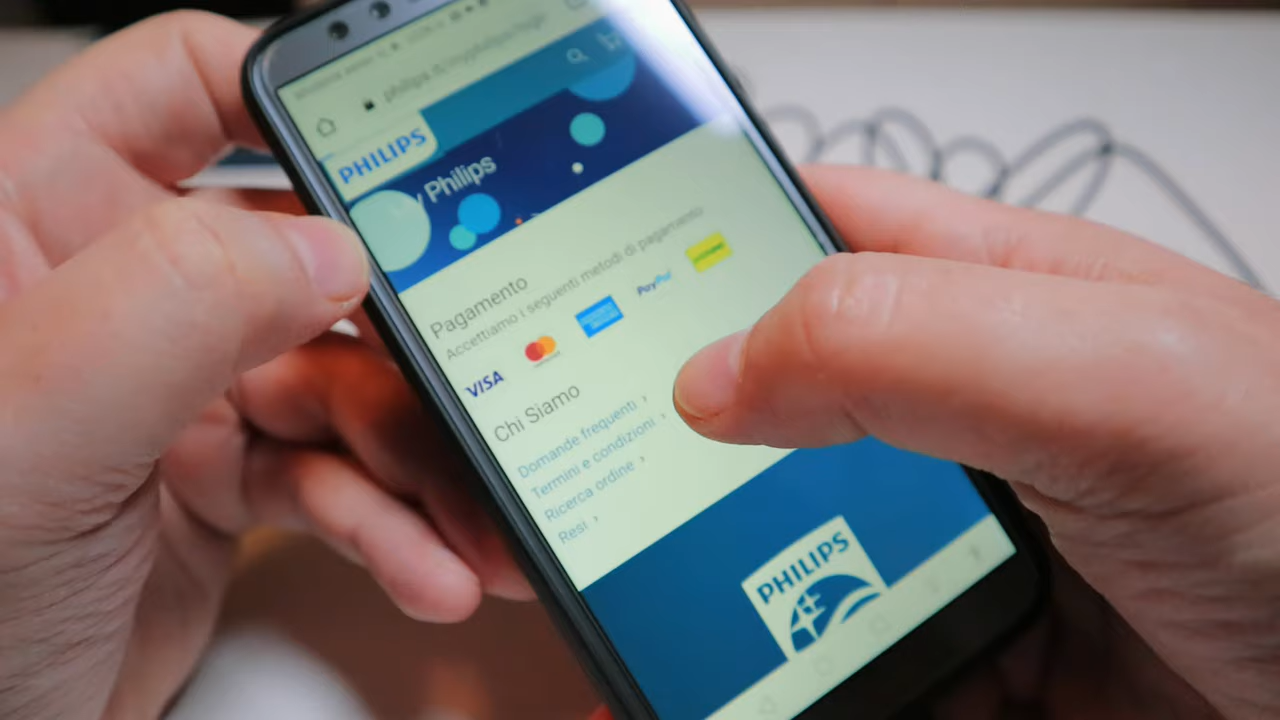 PHILIPS
y Philips
Pagamento
Accettiamo i seguenti metodi di pagamento
VISA
PayPal
Chi Siamo
Domande frequenti ›
Termini e condizioni ›
Ricerca ordine ›
Resi ›
PHILIPS